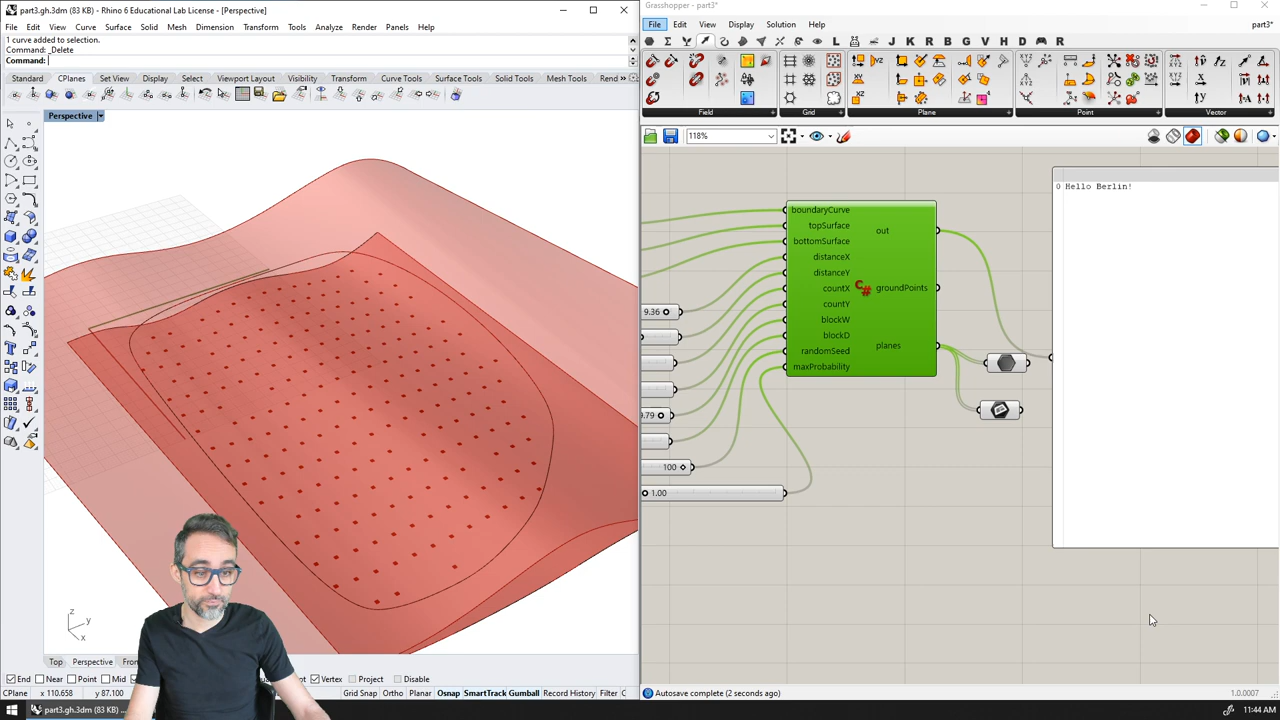 part3.gh.3dm (83 KB) - Rhino 6 Educational Lab License - [Perspective]
1 curve added to selection.
Command: _Delete
Command:
File Edit View Curve Surface Solid Mesh Dimension Transform Tools Analyze Render Panels Help
Standard CPlanes Set View Display Select Viewport Layout Visibility Transform Curve Tools Surface Tools Solid Tools Mesh Tools Rend »
Perspective
z
y
x
Top Perspective Fron
End Near Point Mid
Vertex Project Disable
CPlane x 110.658 y 87.100
Grid Snap Ortho Planar Osnap SmartTrack Gumball Record History Filter C
part3.gh.3dm (83 KB) ...
Grasshopper - part3*
File Edit View Display Solution Help
part3*
J K R B G V H D R
Field Grid Plane Point Vector
118%
boundaryCurve
topSurface
bottomSurface
distanceX
distanceY
countX
countY
blockW
blockD
randomSeed
maxProbability
out
groundPoints
planes
9.36
9.79
100
1.00
0 Hello Berlin!
Autosave complete (2 seconds ago)
1.0.0007
11:44 AM